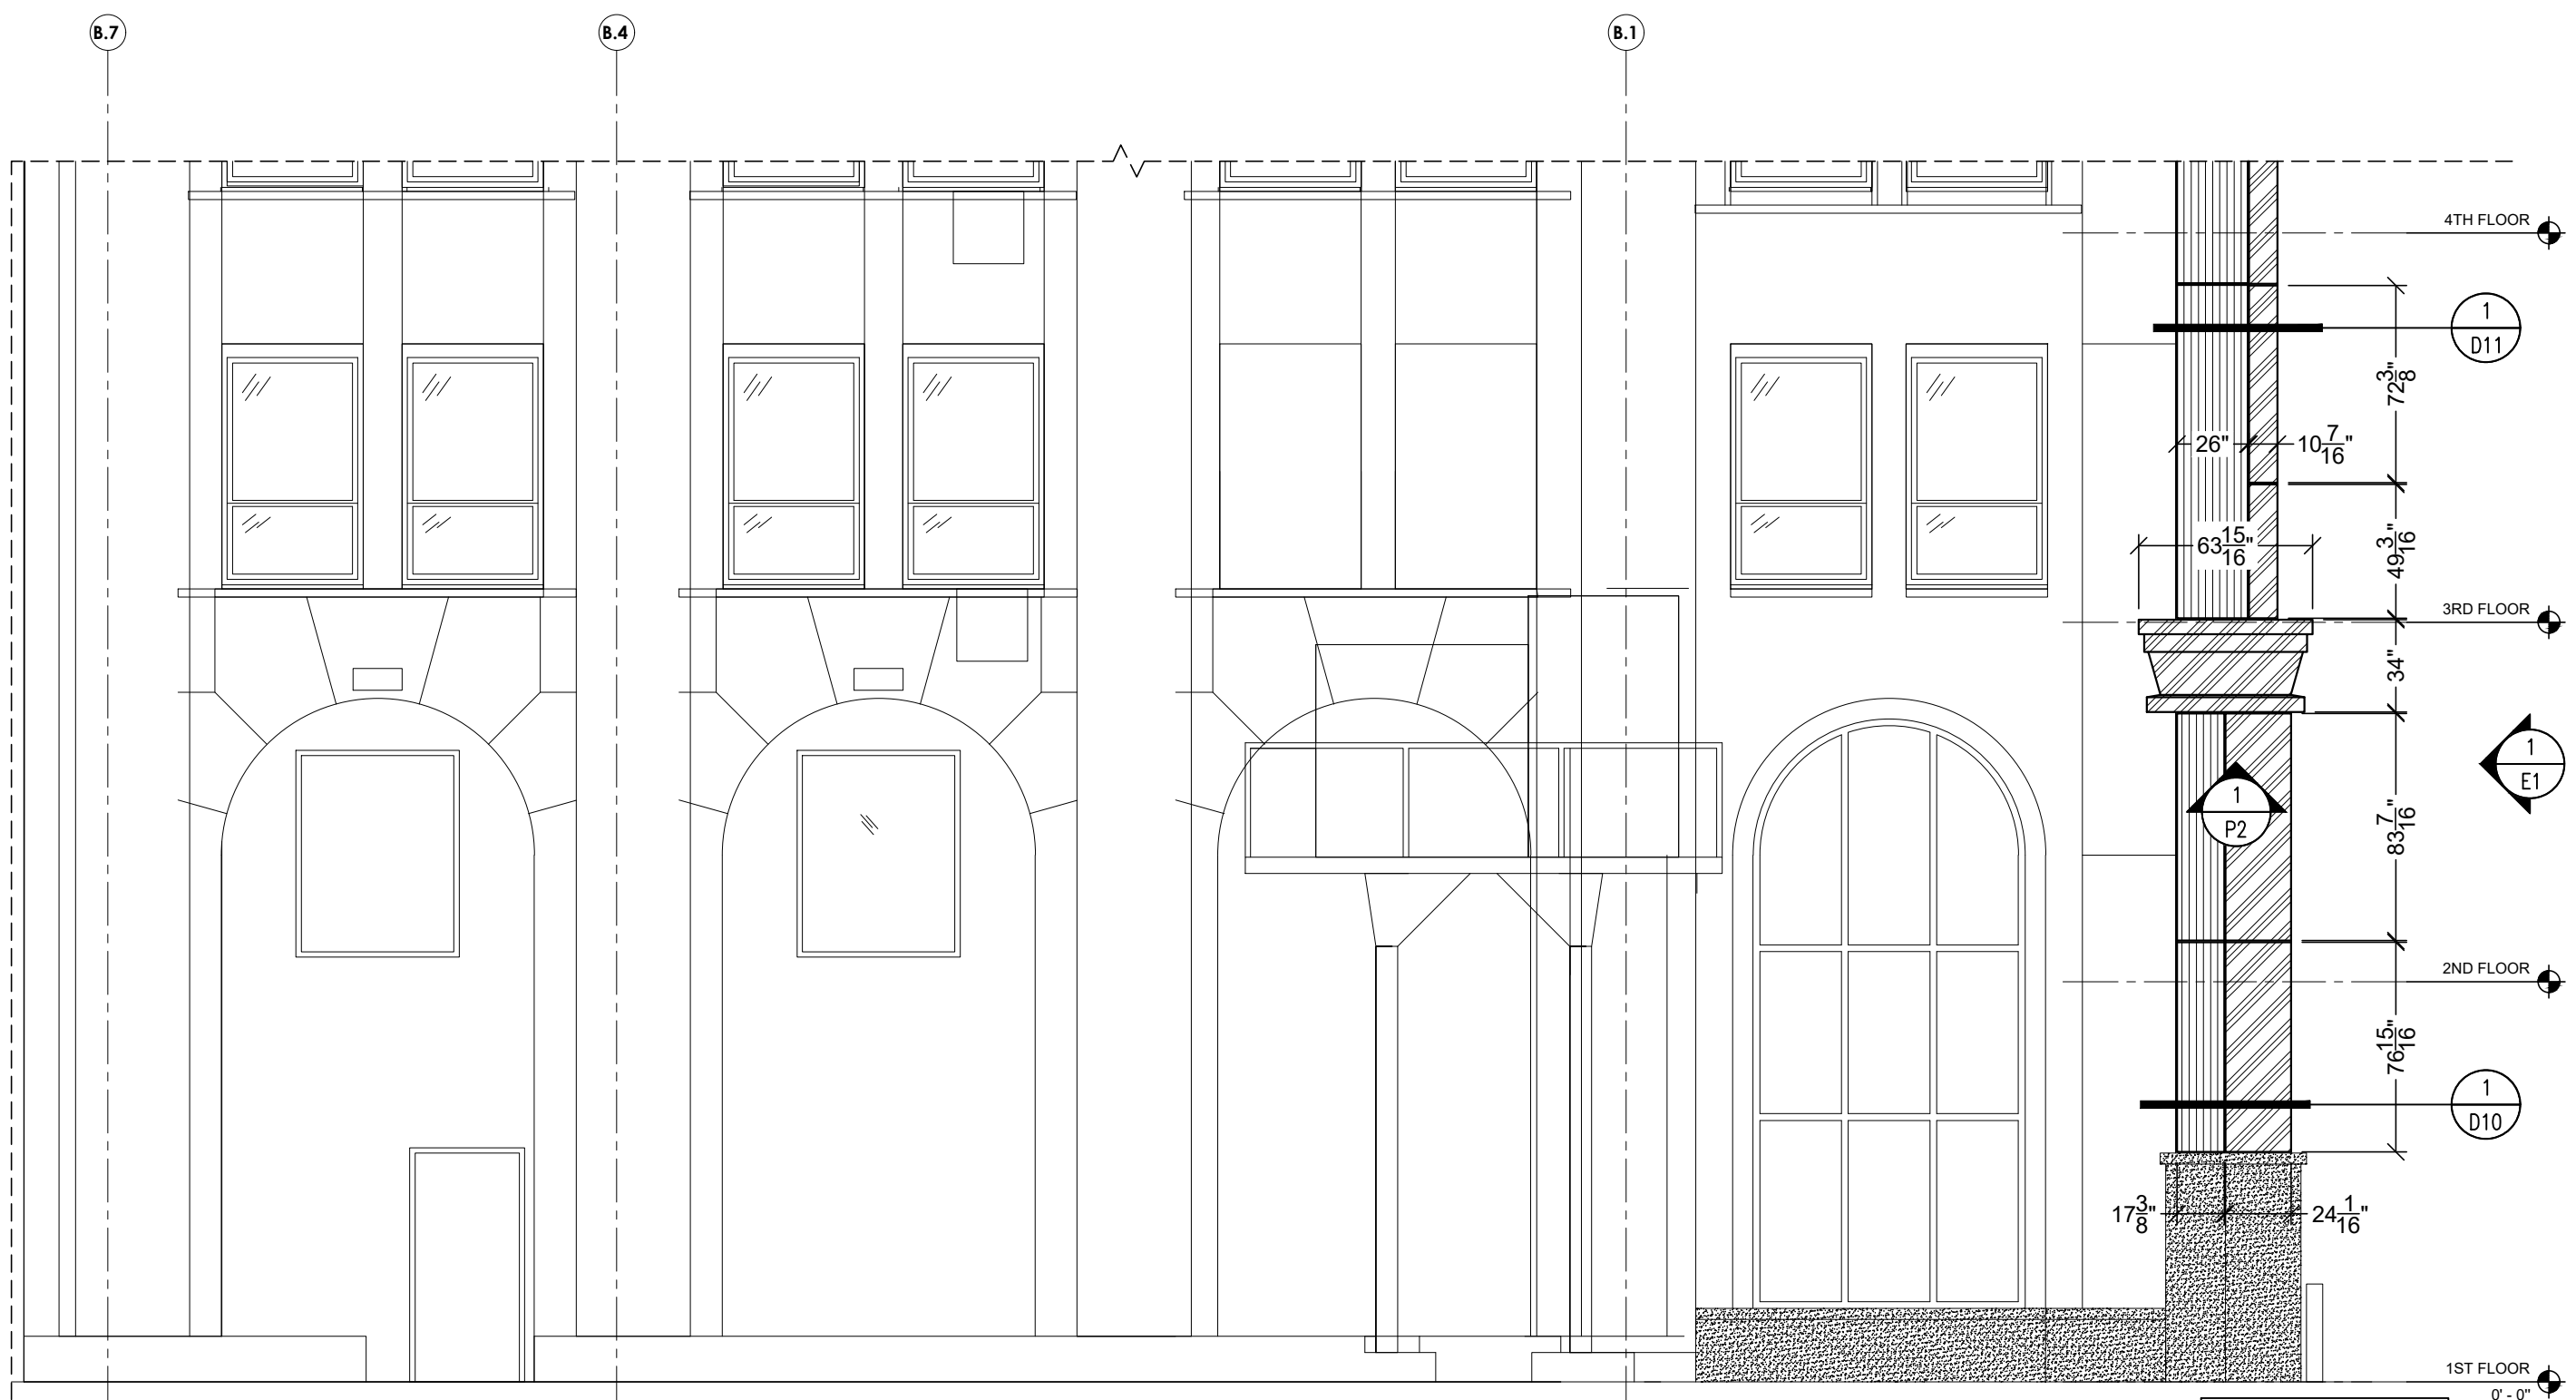 B.7
B.4
B.1
4TH FLOOR
1
D11
72 3/8"
26"
10 7/16"
63 15/16"
49 3/16"
3RD FLOOR
34"
1
E1
83 7/16"
1
P2
2ND FLOOR
76 15/16"
1
D10
17 3/8"
24 1/16"
1ST FLOOR
0' - 0"